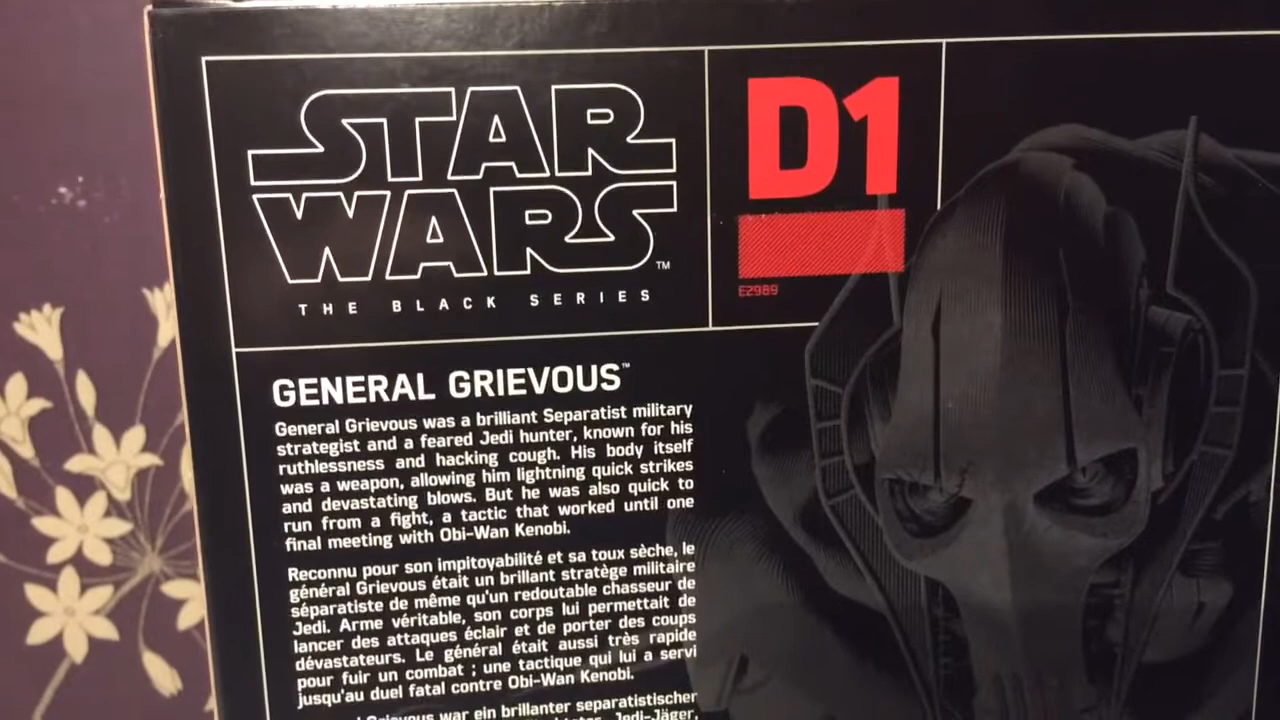 STAR
WARS™
THE BLACK SERIES
D1
E2989
GENERAL GRIEVOUS™
General Grievous was a brilliant Separatist military
strategist and a feared Jedi hunter, known for his
ruthlessness and hacking cough. His body itself
was a weapon, allowing him lightning quick strikes
and devastating blows. But he was also quick to
run from a fight, a tactic that worked until one
final meeting with Obi-Wan Kenobi.
Reconnu pour son impitoyabilité et sa toux sèche, le
général Grievous était un brillant stratège militaire
séparatiste de même qu'un redoutable chasseur de
Jedi. Arme véritable, son corps lui permettait de
lancer des attaques éclair et de porter des coups
dévastateurs. Le général était aussi très rapide
pour fuir un combat ; une tactique qui lui a servi
jusqu'au duel fatal contre Obi-Wan Kenobi.
Grievous war ein brillanter separatistischer
Jedi-Jäger,